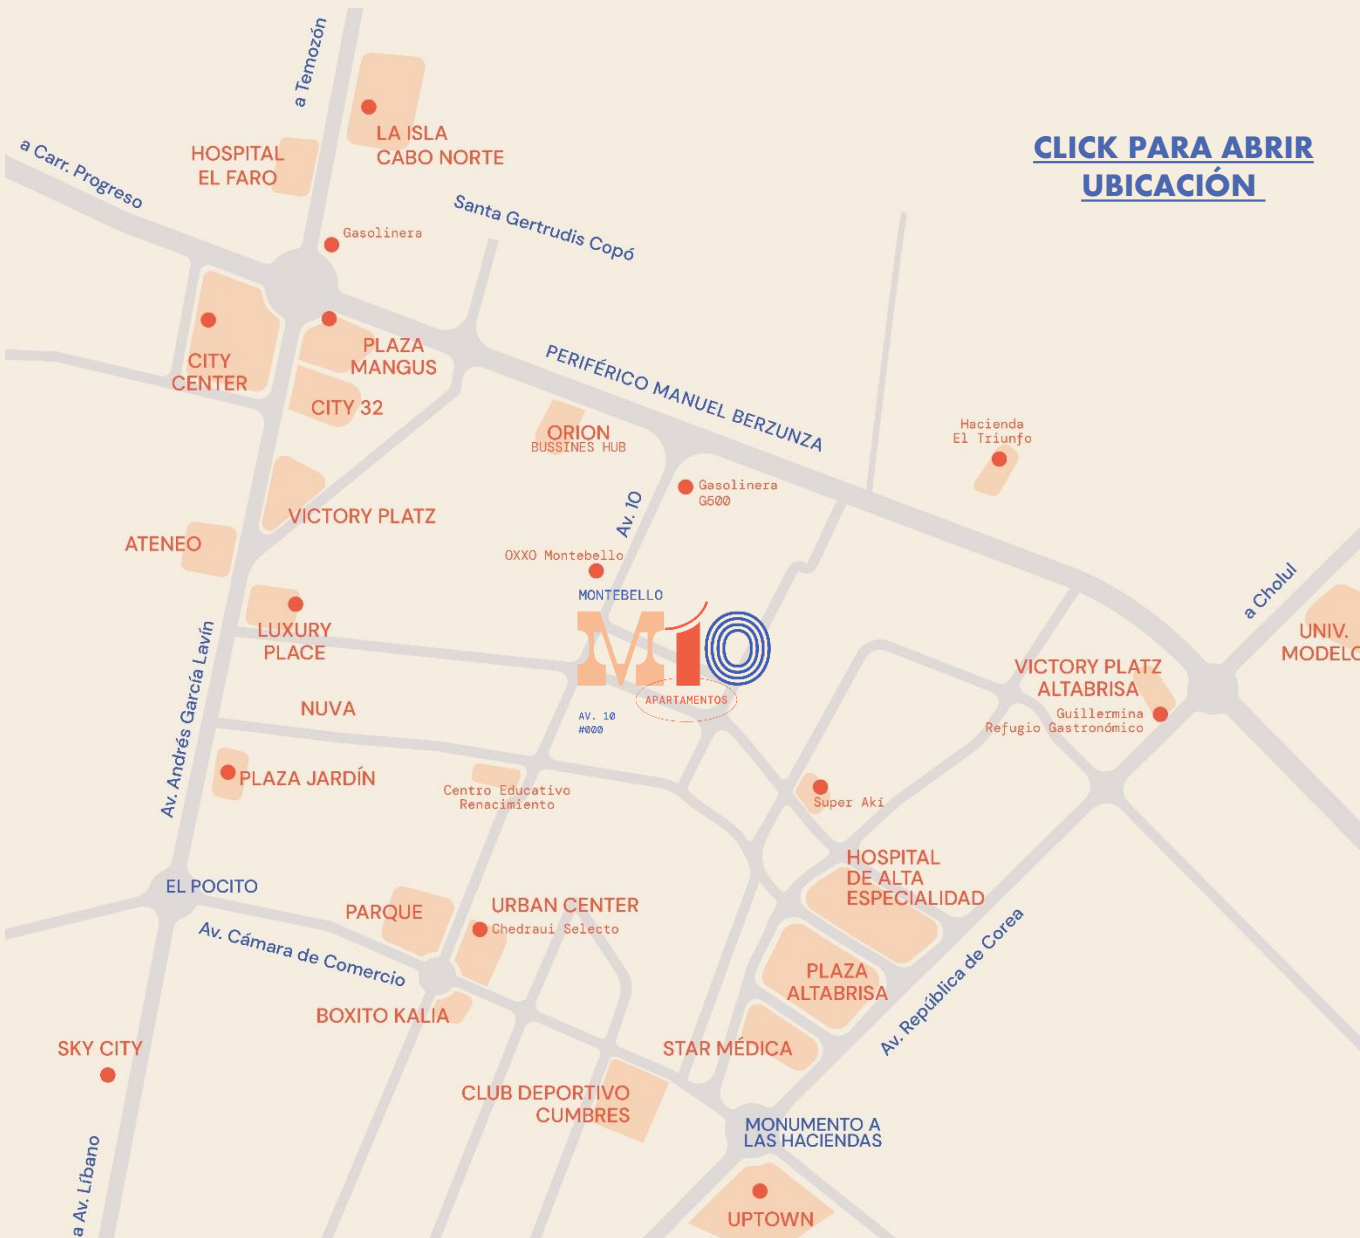 a Temozón
LA ISLA
CABO NORTE
HOSPITAL
EL FARO
a Carr. Progreso
CLICK PARA ABRIR
UBICACIÓN
Gasolinera
Santa Gertrudis Copó
CITY
CENTER
PLAZA
MANGUS
CITY 32
PERIFÉRICO MANUEL BERZUNZA
ORION
BUSSINES HUB
Hacienda
El Triunfo
Gasolinera
G500
Av. 10
VICTORY PLATZ
ATENEO
OXXO Montebello
MONTEBELLO
M10
APARTAMENTOS
AV. 10
#000
a Cholul
UNIV.
MODELO
LUXURY
PLACE
Av. Andrés García Lavín
VICTORY PLATZ
ALTABRISA
Guillermina
Refugio Gastronómico
NUVA
PLAZA JARDÍN
Centro Educativo
Renacimiento
Super Akí
EL POCITO
HOSPITAL
DE ALTA
ESPECIALIDAD
PARQUE
URBAN CENTER
Chedraui Selecto
Av. Cámara de Comercio
PLAZA
ALTABRISA
Av. República de Corea
BOXITO KALIA
SKY CITY
STAR MÉDICA
CLUB DEPORTIVO
CUMBRES
MONUMENTO A
LAS HACIENDAS
a Av. Líbano
UPTOWN